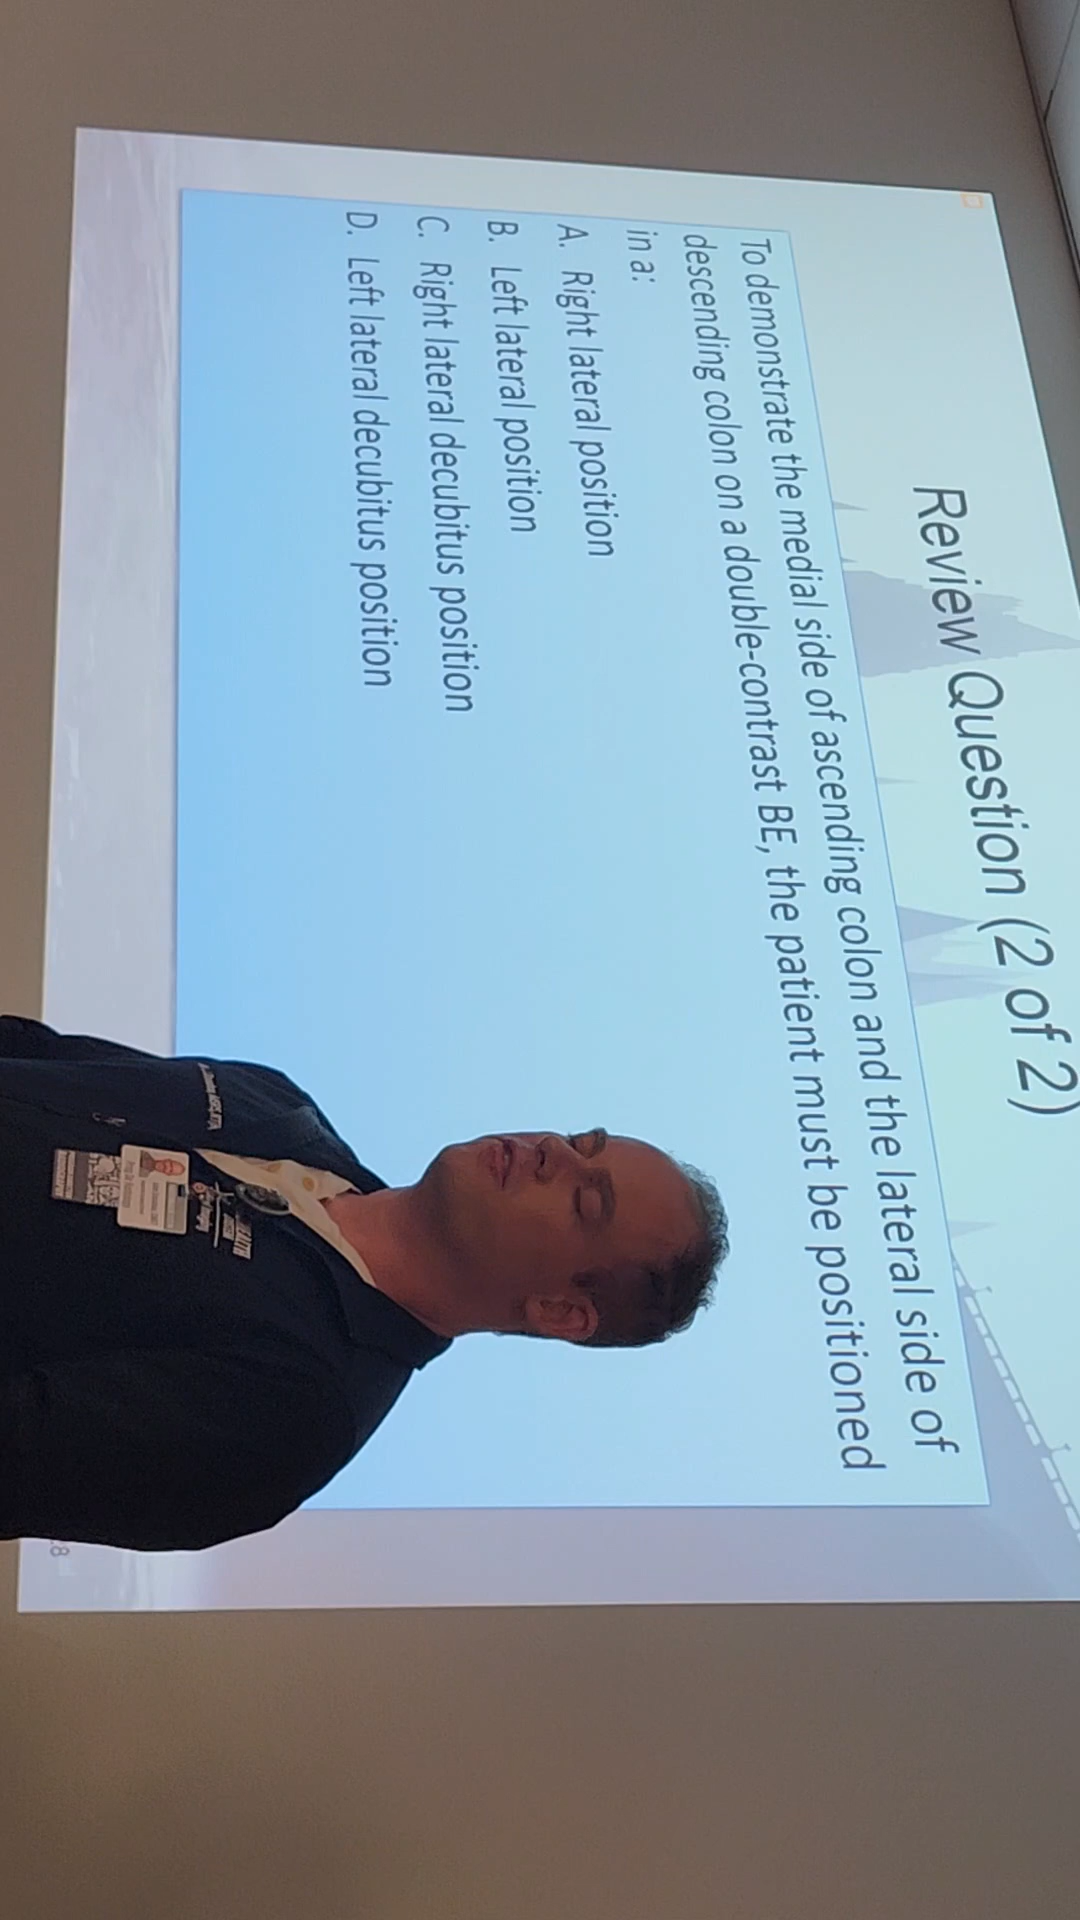 Review Question (2 of 2)
To demonstrate the medial side of ascending colon and the lateral side of
descending colon on a double-contrast BE, the patient must be positioned
in a:
A. Right lateral position
B. Left lateral position
C. Right lateral decubitus position
D. Left lateral decubitus position
HEALTH
8